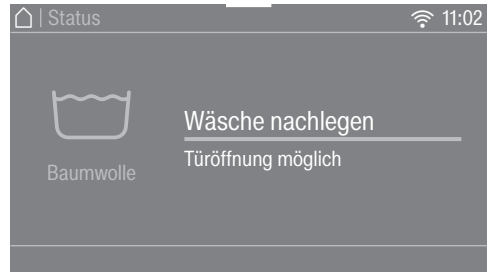 | Status
11:02
Wäsche nachlegen
Türöffnung möglich
Baumwolle